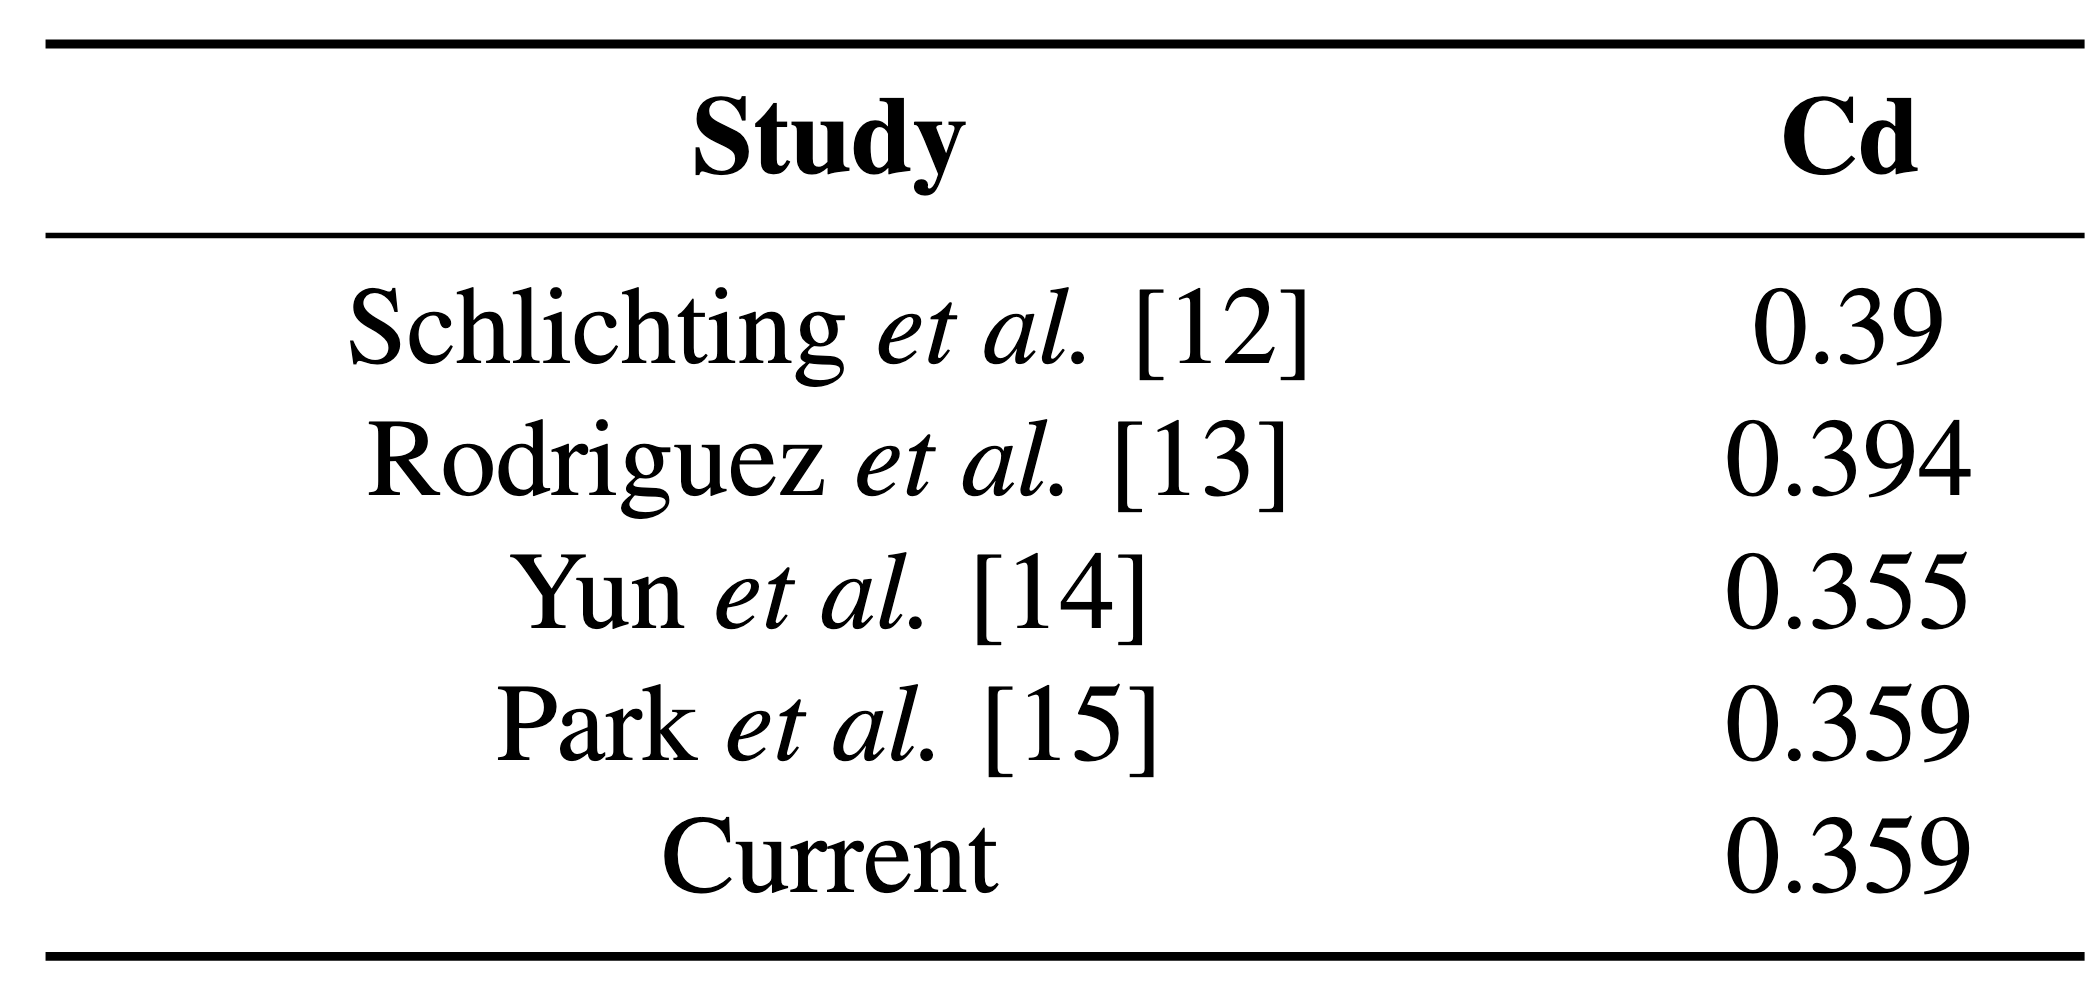 Study Cd
Schlichting et al. [12] 0.39
Rodriguez et al. [13] 0.394
Yun et al. [14] 0.355
Park et al. [15] 0.359
Current 0.359